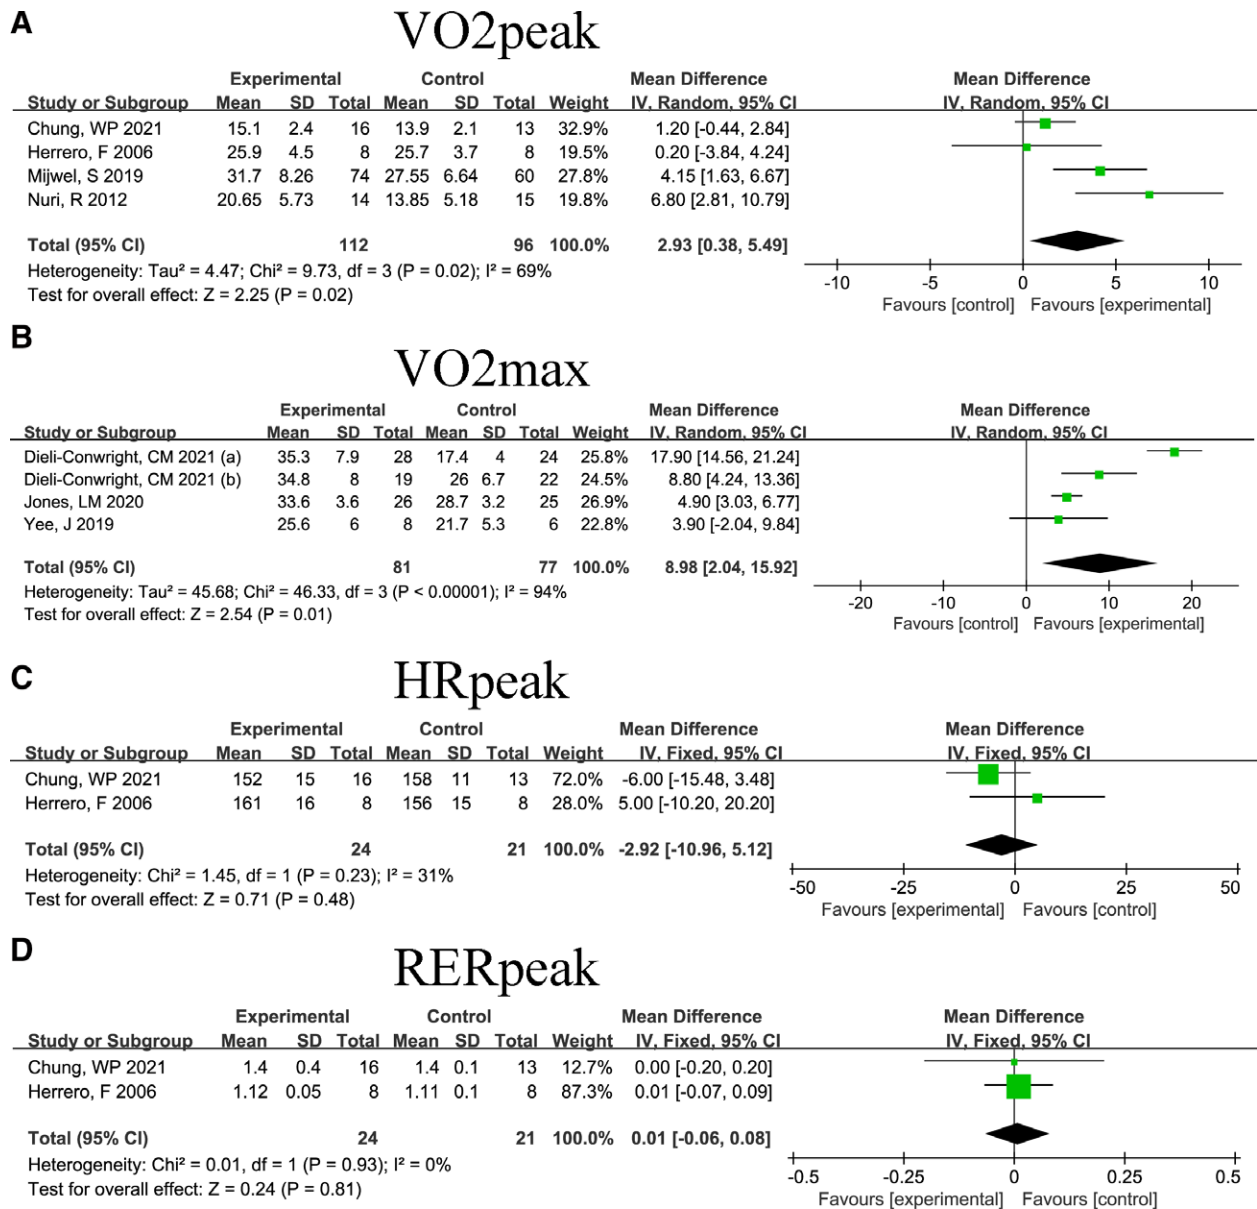 A
VO2peak
Experimental Control Mean Difference Mean Difference
Study or Subgroup Mean SD Total Mean SD Total Weight IV, Random, 95% CI IV, Random, 95% CI
Chung, WP 2021 15.1 2.4 16 13.9 2.1 13 32.9% 1.20 [-0.44, 2.84]
Herrero, F 2006 25.9 4.5 8 25.7 3.7 8 19.5% 0.20 [-3.84, 4.24]
Mijwel, S 2019 31.7 8.26 74 27.55 6.64 60 27.8% 4.15 [1.63, 6.67]
Nuri, R 2012 20.65 5.73 14 13.85 5.18 15 19.8% 6.80 [2.81, 10.79]
Total (95% CI) 112 96 100.0% 2.93 [0.38, 5.49]
Heterogeneity: Tau² = 4.47; Chi² = 9.73, df = 3 (P = 0.02); I² = 69%
Test for overall effect: Z = 2.25 (P = 0.02)
-10 -5 0 5 10
Favours [control] Favours [experimental]
B
VO2max
Experimental Control Mean Difference Mean Difference
Study or Subgroup Mean SD Total Mean SD Total Weight IV, Random, 95% CI IV, Random, 95% CI
Dieli-Conwright, CM 2021 (a) 35.3 7.9 28 17.4 4 24 25.8% 17.90 [14.56, 21.24]
Dieli-Conwright, CM 2021 (b) 34.8 8 19 26 6.7 22 24.5% 8.80 [4.24, 13.36]
Jones, LM 2020 33.6 3.6 26 28.7 3.2 25 26.9% 4.90 [3.03, 6.77]
Yee, J 2019 25.6 6 8 21.7 5.3 6 22.8% 3.90 [-2.04, 9.84]
Total (95% CI) 81 77 100.0% 8.98 [2.04, 15.92]
Heterogeneity: Tau² = 45.68; Chi² = 46.33, df = 3 (P < 0.00001); I² = 94%
Test for overall effect: Z = 2.54 (P = 0.01)
-20 -10 0 10 20
Favours [control] Favours [experimental]
C
HRpeak
Experimental Control Mean Difference Mean Difference
Study or Subgroup Mean SD Total Mean SD Total Weight IV, Fixed, 95% CI IV, Fixed, 95% CI
Chung, WP 2021 152 15 16 158 11 13 72.0% -6.00 [-15.48, 3.48]
Herrero, F 2006 161 16 8 156 15 8 28.0% 5.00 [-10.20, 20.20]
Total (95% CI) 24 21 100.0% -2.92 [-10.96, 5.12]
Heterogeneity: Chi² = 1.45, df = 1 (P = 0.23); I² = 31%
Test for overall effect: Z = 0.71 (P = 0.48)
-50 -25 0 25 50
Favours [experimental] Favours [control]
D
RERpeak
Experimental Control Mean Difference Mean Difference
Study or Subgroup Mean SD Total Mean SD Total Weight IV, Fixed, 95% CI IV, Fixed, 95% CI
Chung, WP 2021 1.4 0.4 16 1.4 0.1 13 12.7% 0.00 [-0.20, 0.20]
Herrero, F 2006 1.12 0.05 8 1.11 0.1 8 87.3% 0.01 [-0.07, 0.09]
Total (95% CI) 24 21 100.0% 0.01 [-0.06, 0.08]
Heterogeneity: Chi² = 0.01, df = 1 (P = 0.93); I² = 0%
Test for overall effect: Z = 0.24 (P = 0.81)
-0.5 -0.25 0 0.25 0.5
Favours [experimental] Favours [control]